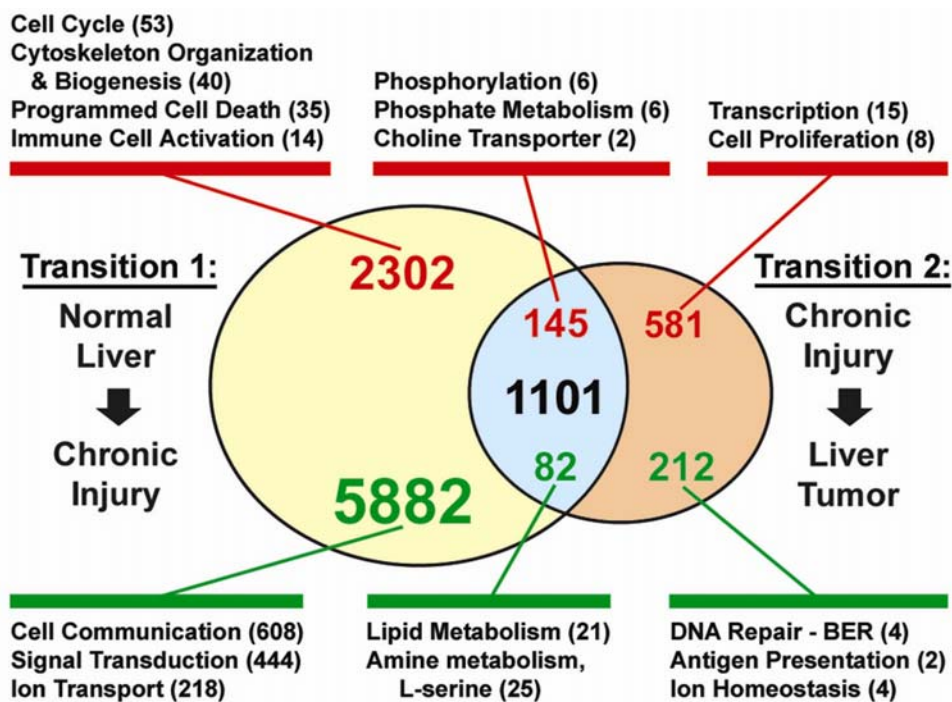 Cell Cycle (53)
Cytoskeleton Organization
& Biogenesis (40)
Programmed Cell Death (35)
Immune Cell Activation (14)
Phosphorylation (6)
Phosphate Metabolism (6)
Choline Transporter (2)
Transcription (15)
Cell Proliferation (8)
Transition 1:
Normal
Liver
Chronic
Injury
2302
145
581
1101
5882
82
212
Transition 2:
Chronic
Injury
Liver
Tumor
Cell Communication (608)
Signal Transduction (444)
Ion Transport (218)
Lipid Metabolism (21)
Amine metabolism,
L-serine (25)
DNA Repair - BER (4)
Antigen Presentation (2)
Ion Homeostasis (4)